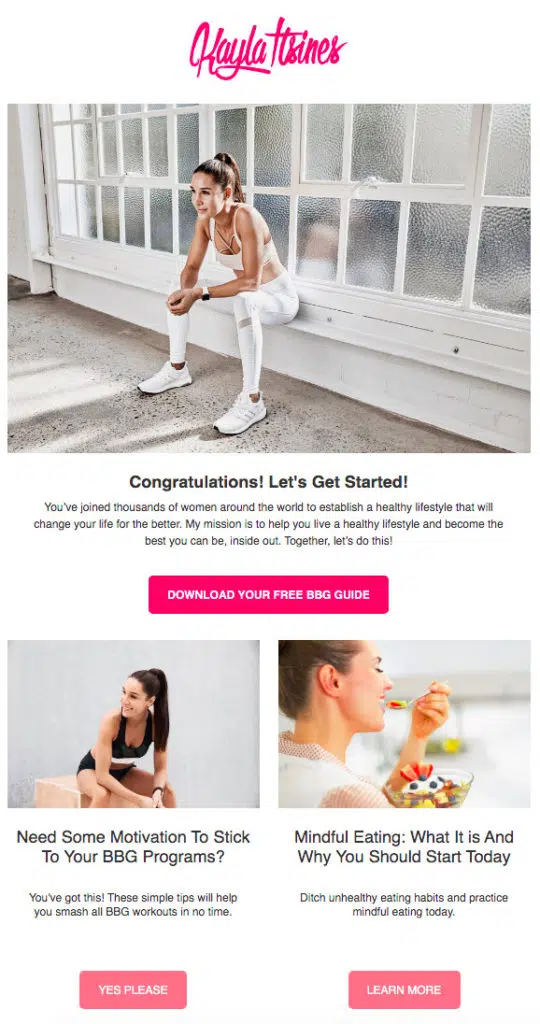 Kayla Itsines
Congratulations! Let's Get Started!
You've joined thousands of women around the world to establish a healthy lifestyle that will
change your life for the better. My mission is to help you live a healthy lifestyle and become the
best you can be, inside out. Together, let's do this!
DOWNLOAD YOUR FREE BBG GUIDE
Need Some Motivation To Stick
To Your BBG Programs?
You've got this! These simple tips will help
you smash all BBG workouts in no time.
YES PLEASE
Mindful Eating: What It is And
Why You Should Start Today
Ditch unhealthy eating habits and practice
mindful eating today.
LEARN MORE